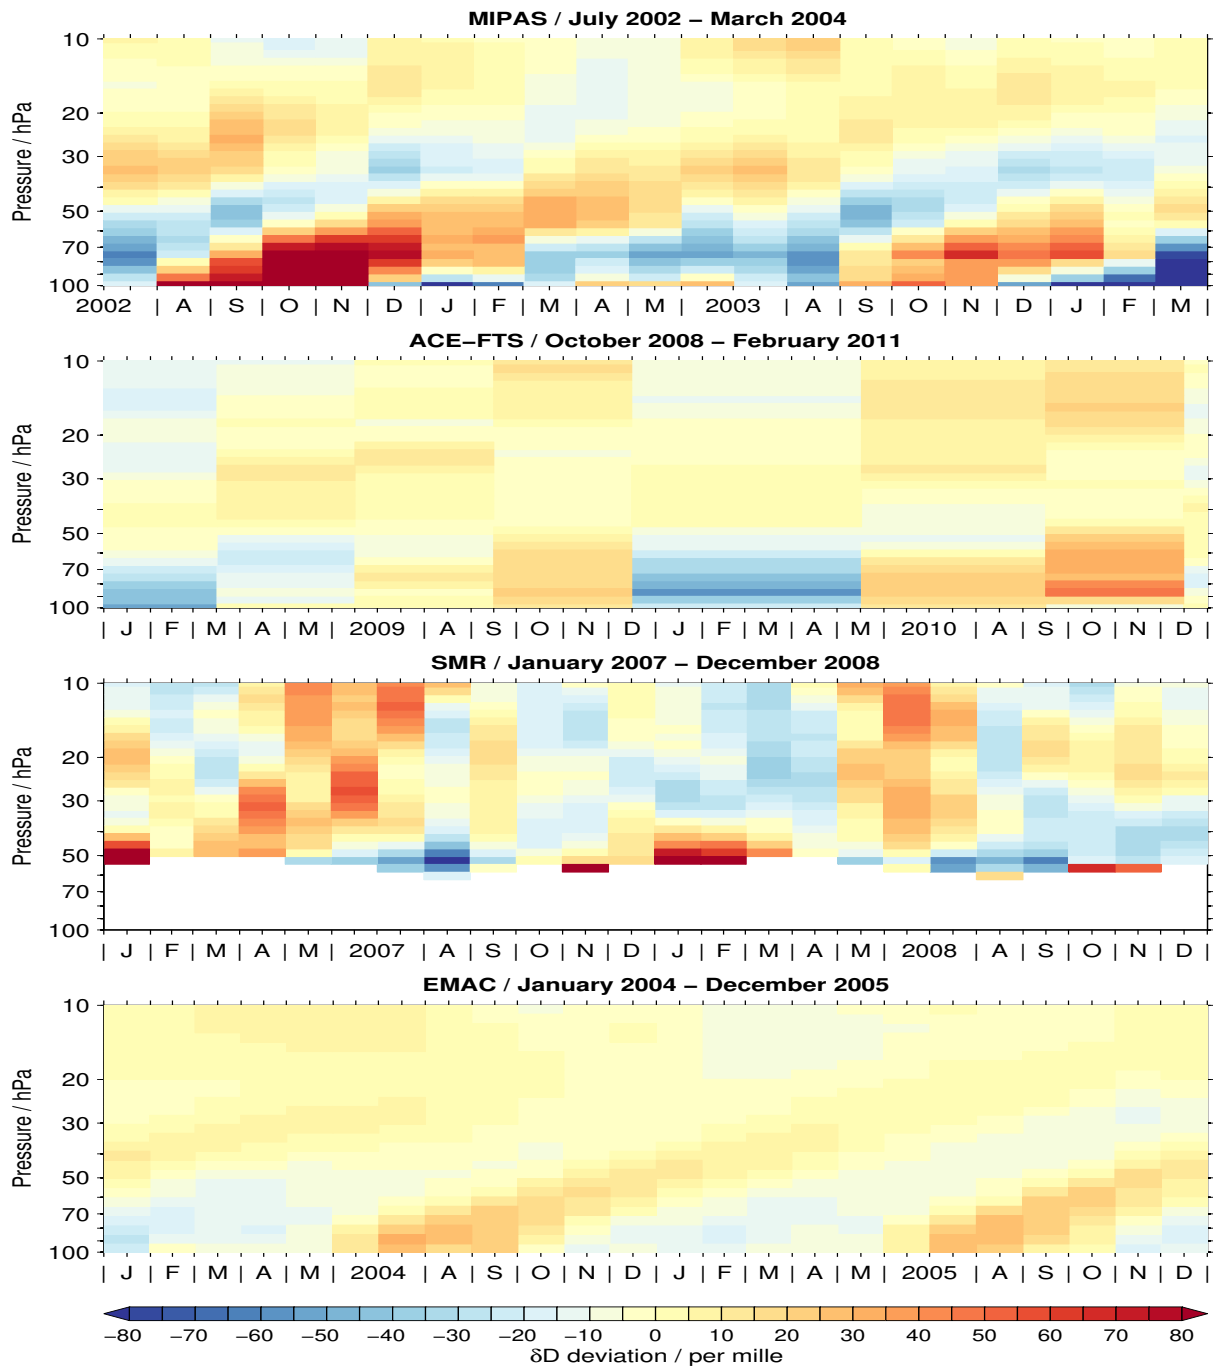 MIPAS / July 2002 – March 2004
Pressure / hPa
10
20
30
50
70
100
2002 | A | S | O | N | D | J | F | M | A | M | 2003 | A | S | O | N | D | J | F | M |
ACE–FTS / October 2008 – February 2011
Pressure / hPa
10
20
30
50
70
100
| J | F | M | A | M | 2009 | A | S | O | N | D | J | F | M | A | M | 2010 | A | S | O | N | D |
SMR / January 2007 – December 2008
Pressure / hPa
10
20
30
50
70
100
| J | F | M | A | M | 2007 | A | S | O | N | D | J | F | M | A | M | 2008 | A | S | O | N | D |
EMAC / January 2004 – December 2005
Pressure / hPa
10
20
30
50
70
100
| J | F | M | A | M | 2004 | A | S | O | N | D | J | F | M | A | M | 2005 | A | S | O | N | D |
−80 −70 −60 −50 −40 −30 −20 −10 0 10 20 30 40 50 60 70 80
δD deviation / per mille